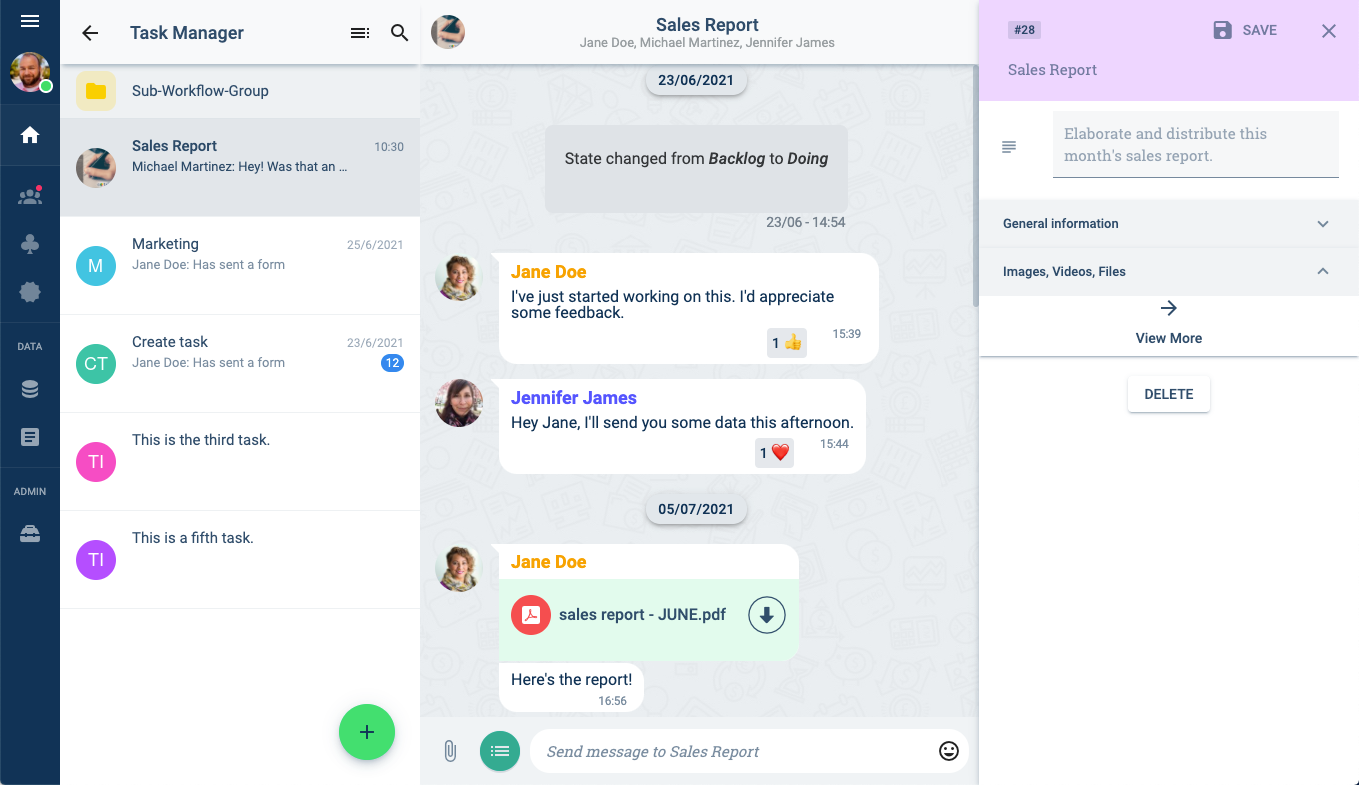 DATA
ADMIN
Task Manager
Sub-Workflow-Group
Sales Report
10:30
Michael Martinez: Hey! Was that an ...
Marketing
25/6/2021
M
Jane Doe: Has sent a form
Create task
23/6/2021
CT
Jane Doe: Has sent a form
12
This is the third task.
TI
This is a fifth task.
TI
+
Sales Report
Jane Doe, Michael Martinez, Jennifer James
23/06/2021
State changed from Backlog to Doing
23/06 - 14:54
Jane Doe
I've just started working on this. I'd appreciate
some feedback.
1 👍
15:39
Jennifer James
Hey Jane, I'll send you some data this afternoon.
1 ❤️
15:44
05/07/2021
Jane Doe
sales report - JUNE.pdf
Here's the report!
16:56
Send message to Sales Report
#28
SAVE
Sales Report
Elaborate and distribute this
month's sales report.
General information
Images, Videos, Files
View More
DELETE